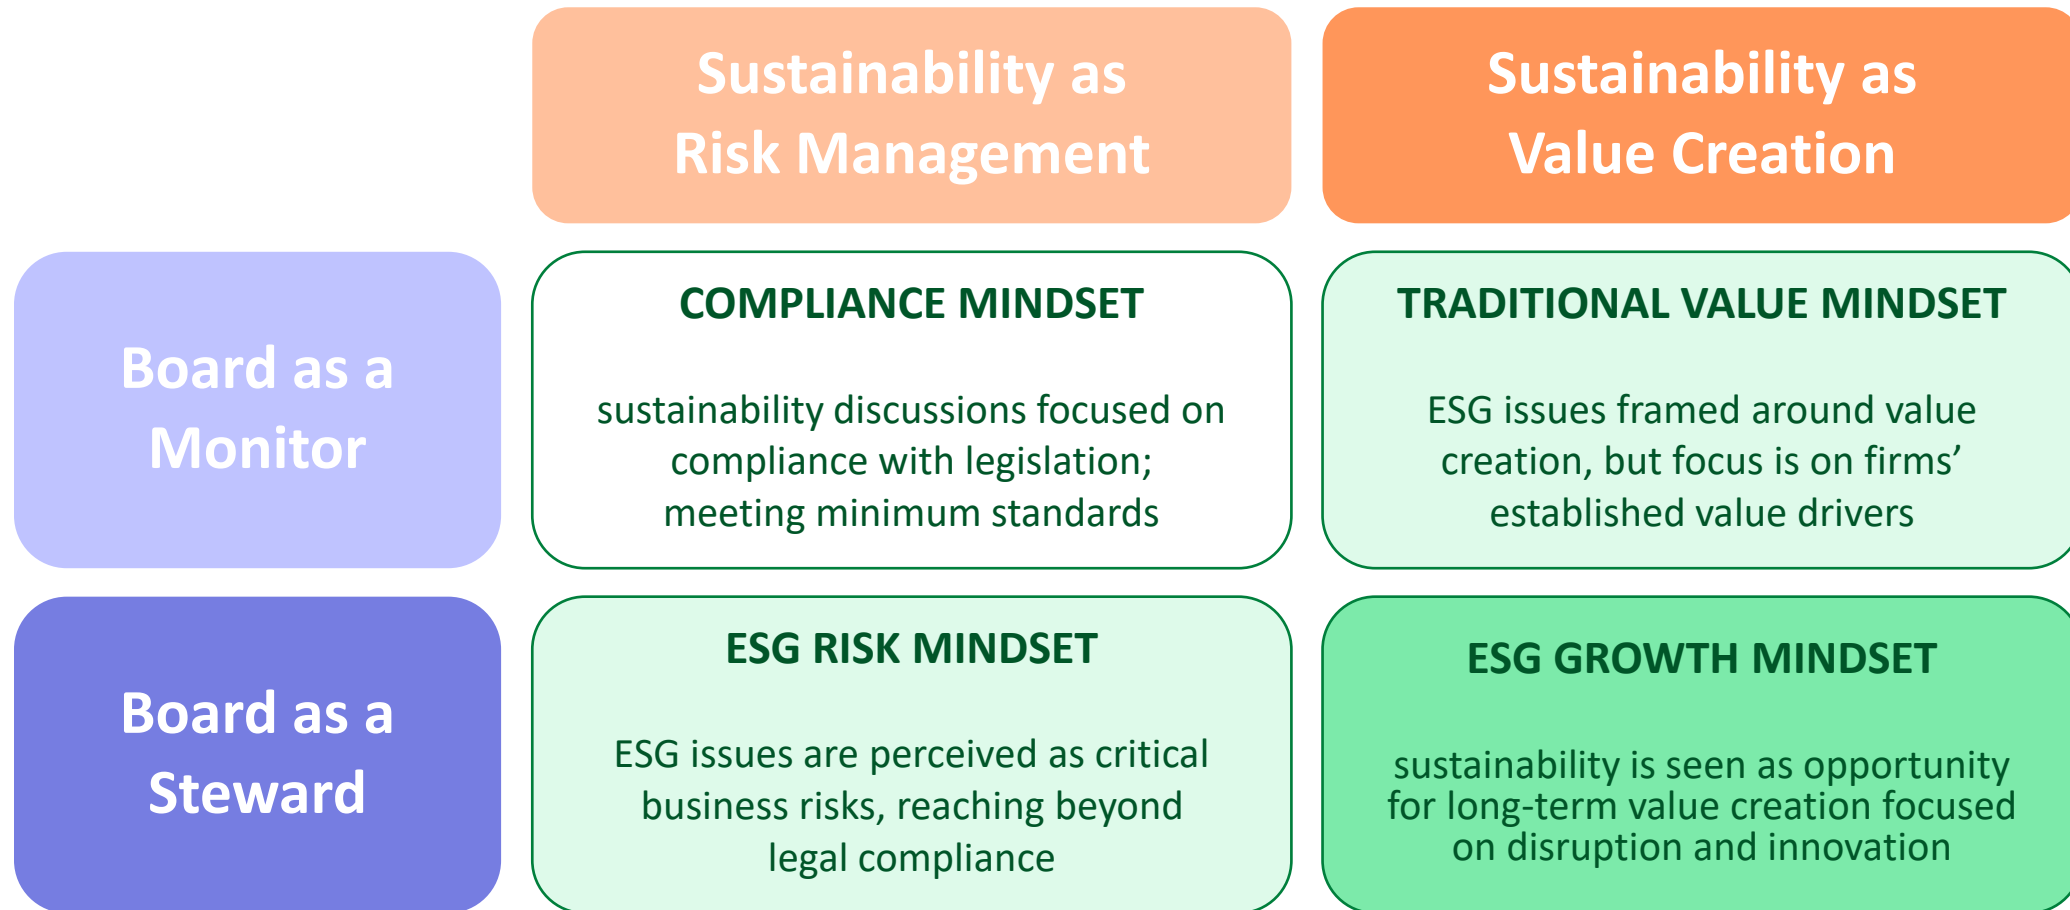 Sustainability as
Risk Management
Sustainability as
Value Creation
Board as a
Monitor
COMPLIANCE MINDSET
sustainability discussions focused on
compliance with legislation;
meeting minimum standards
TRADITIONAL VALUE MINDSET
ESG issues framed around value
creation, but focus is on firms’
established value drivers
Board as a
Steward
ESG RISK MINDSET
ESG issues are perceived as critical
business risks, reaching beyond
legal compliance
ESG GROWTH MINDSET
sustainability is seen as opportunity
for long-term value creation focused
on disruption and innovation